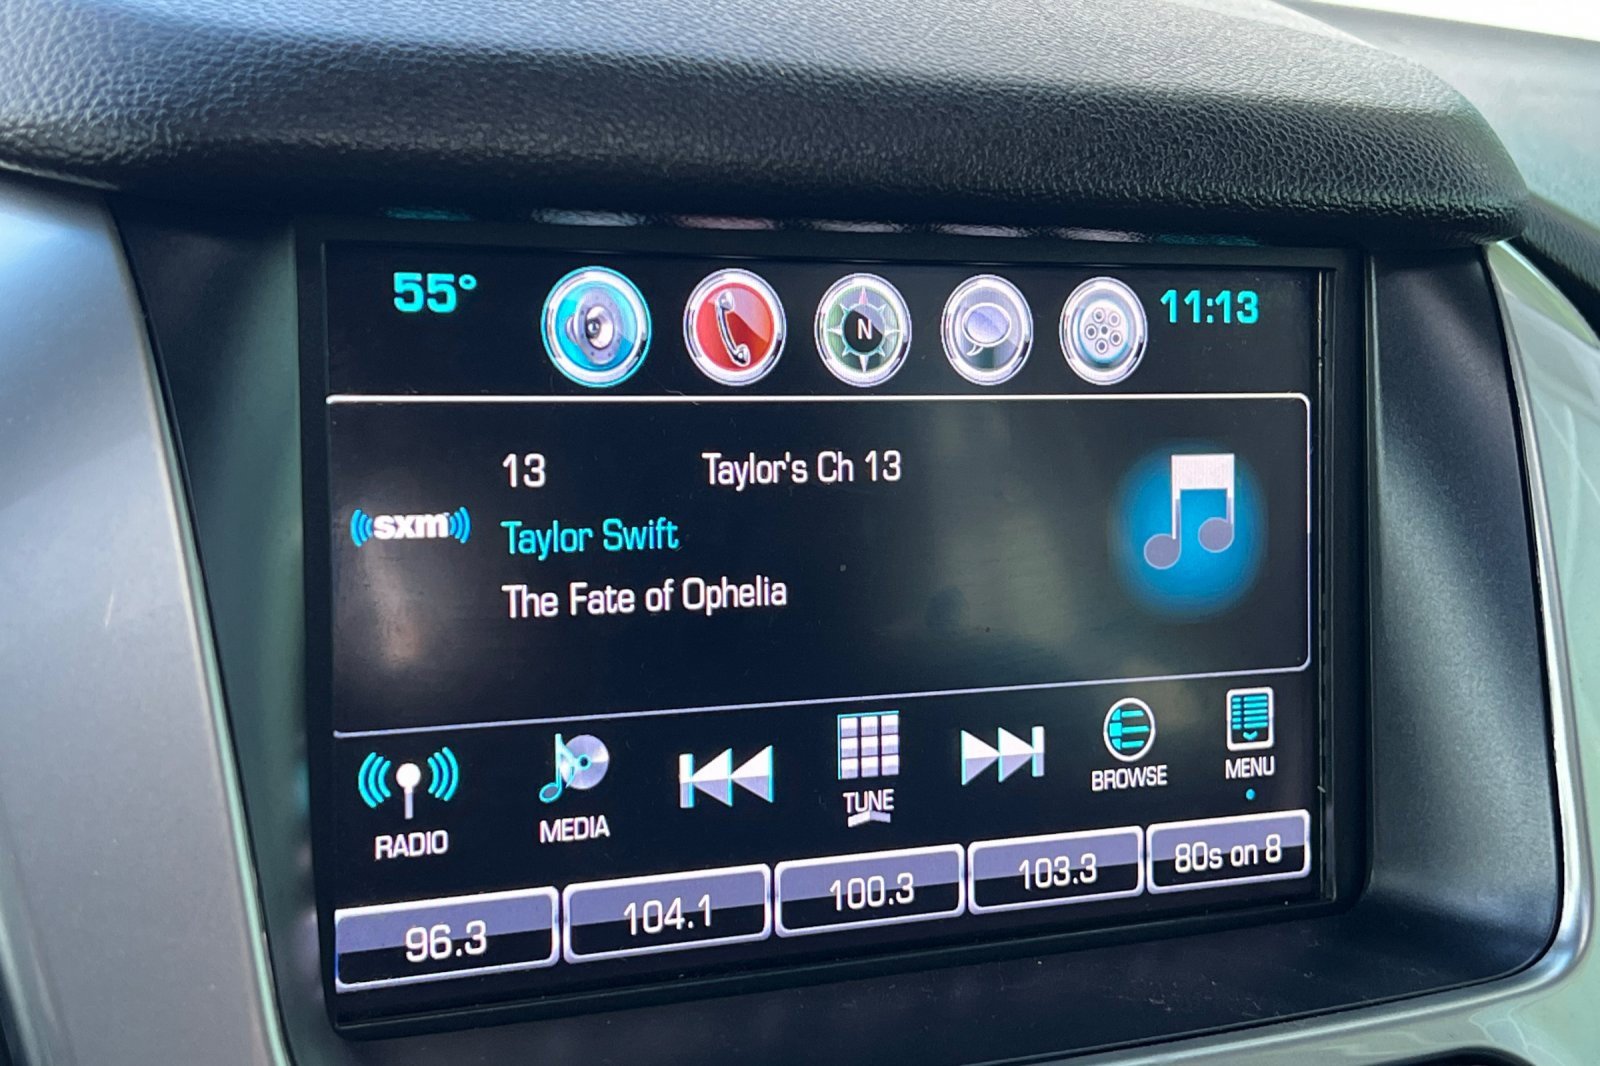 55°
N
11:13
13 Taylor's Ch 13
sxm
Taylor Swift
The Fate of Ophelia
RADIO
MEDIA
TUNE
BROWSE
MENU
96.3
104.1
100.3
103.3
80s on 8